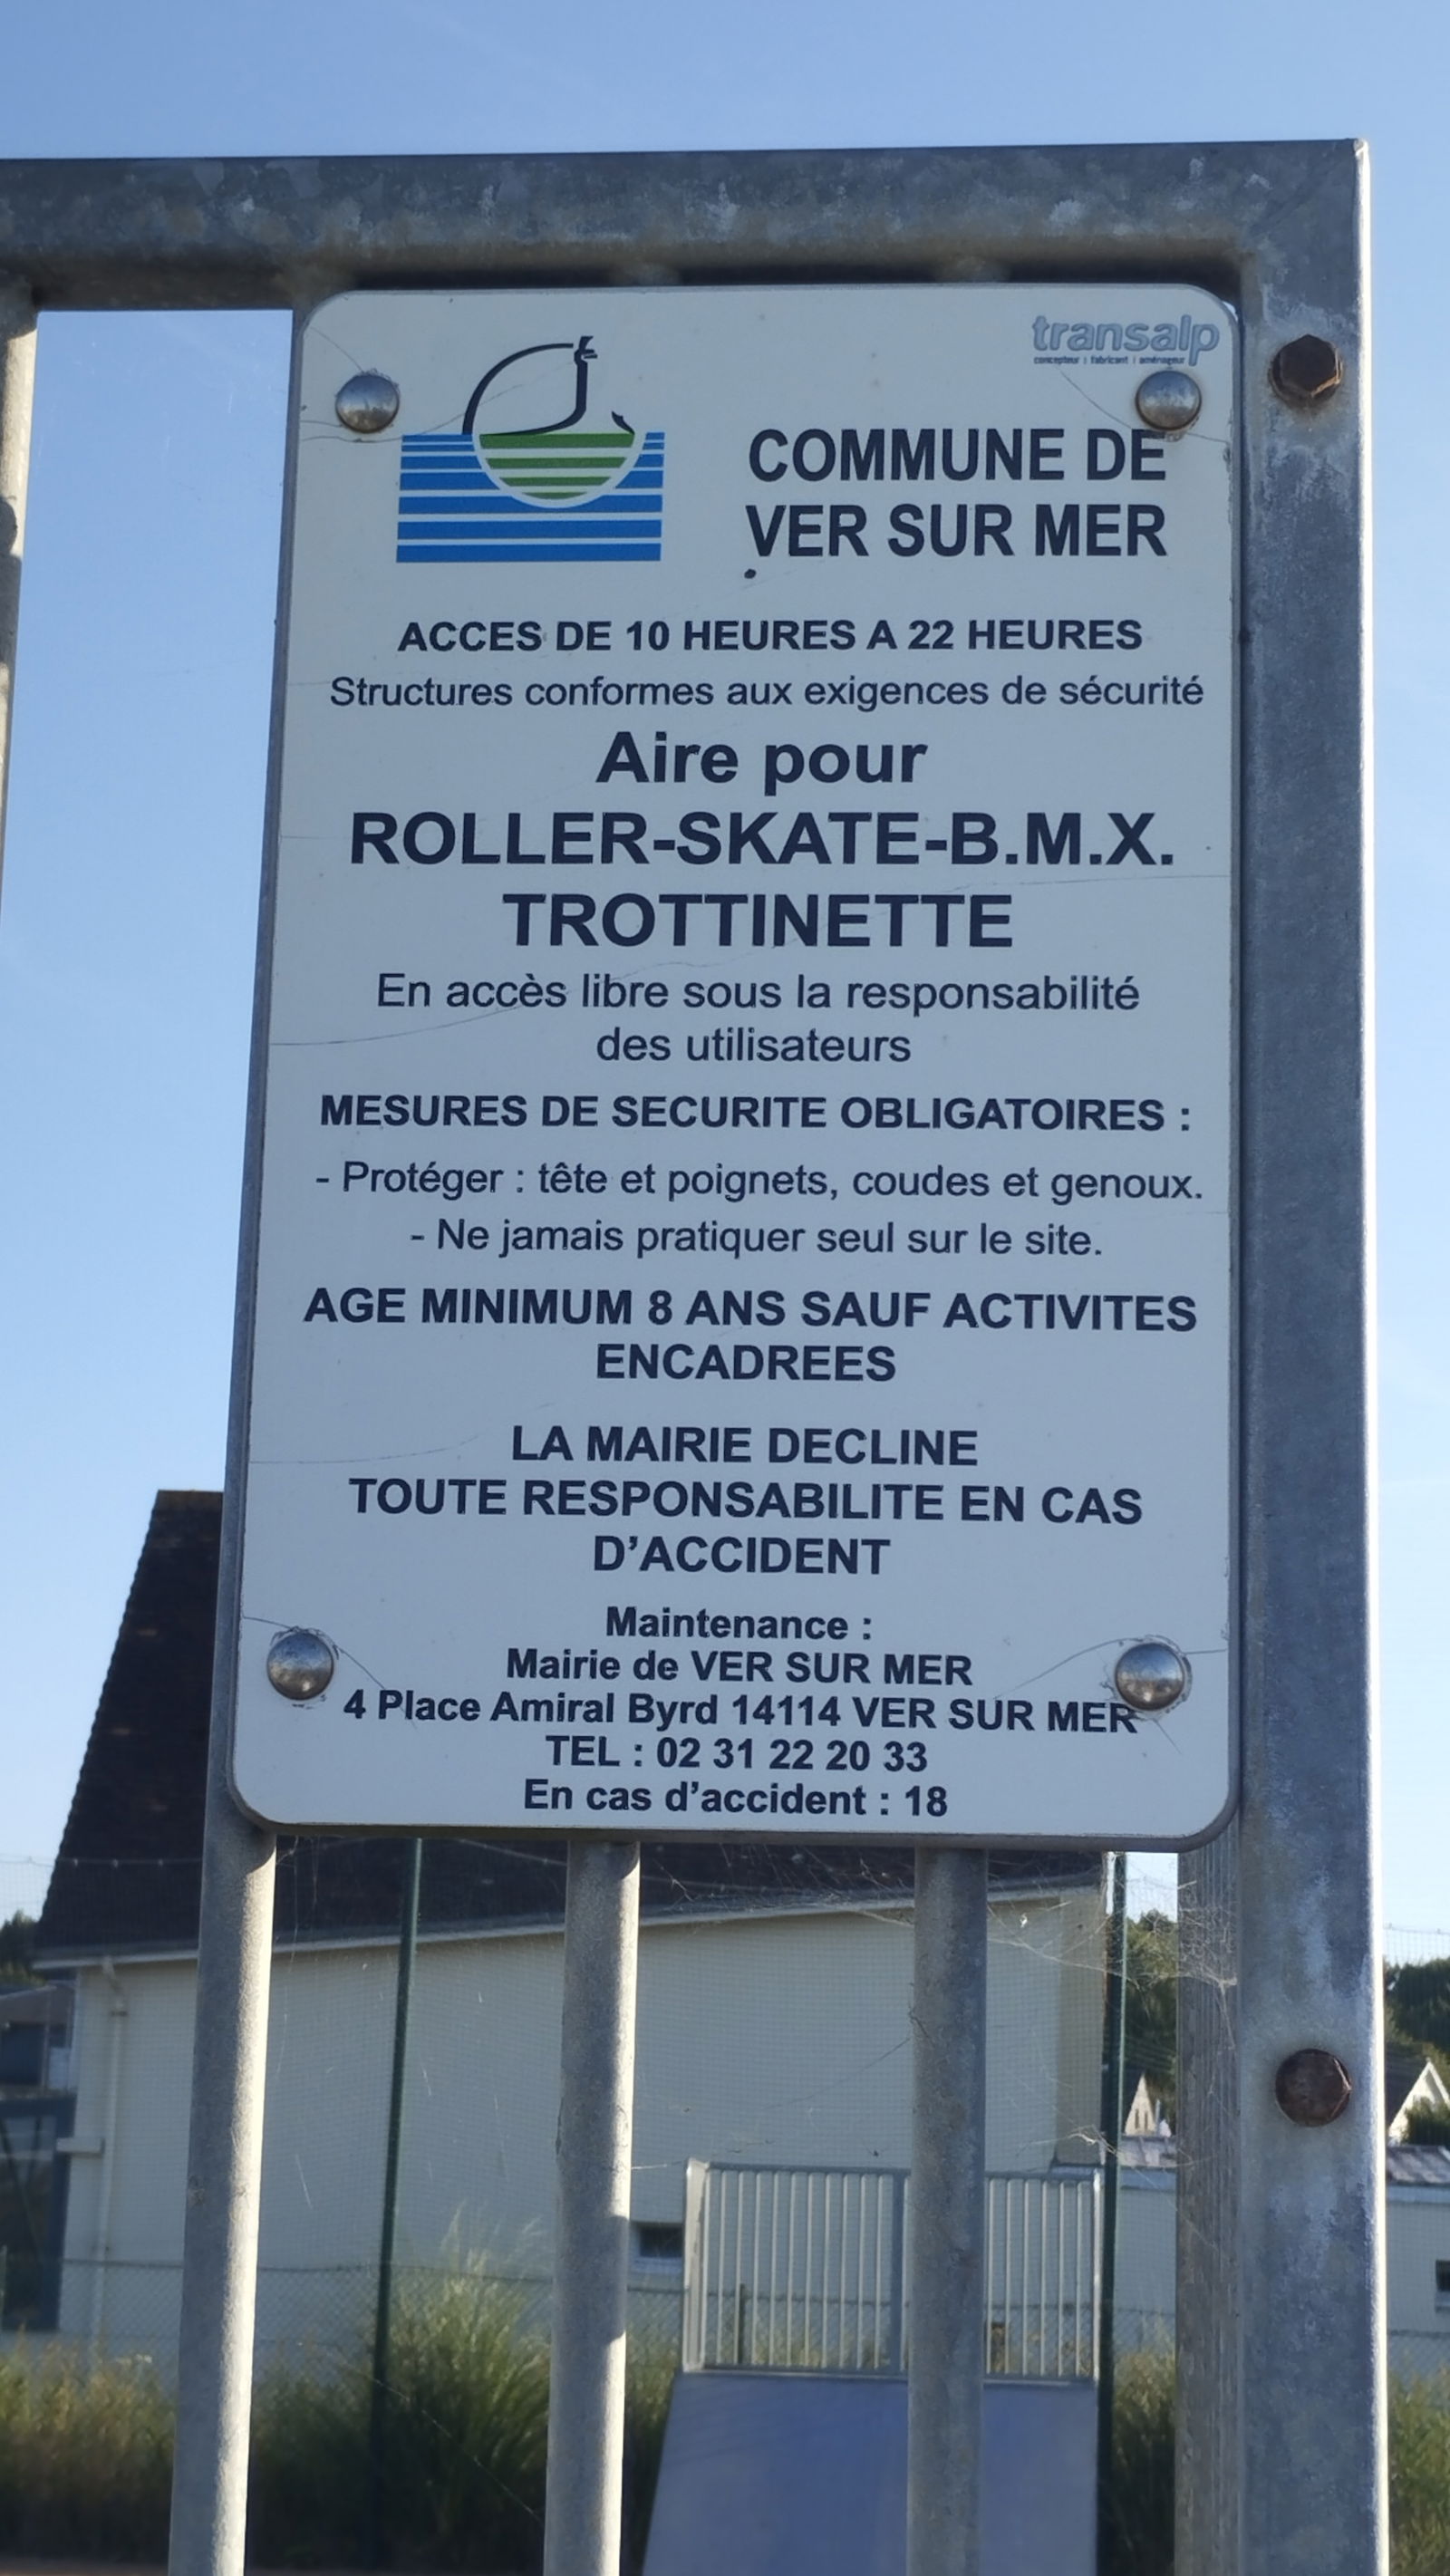 transalp
concepteur | fabricant | aménageur
COMMUNE DE
VER SUR MER
ACCES DE 10 HEURES A 22 HEURES
Structures conformes aux exigences de sécurité
Aire pour
ROLLER-SKATE-B.M.X.
TROTTINETTE
En accès libre sous la responsabilité
des utilisateurs
MESURES DE SECURITE OBLIGATOIRES :
- Protéger : tête et poignets, coudes et genoux.
- Ne jamais pratiquer seul sur le site.
AGE MINIMUM 8 ANS SAUF ACTIVITES
ENCADREES
LA MAIRIE DECLINE
TOUTE RESPONSABILITE EN CAS
D’ACCIDENT
Maintenance :
Mairie de VER SUR MER
4 Place Amiral Byrd 14114 VER SUR MER
TEL : 02 31 22 20 33
En cas d’accident : 18